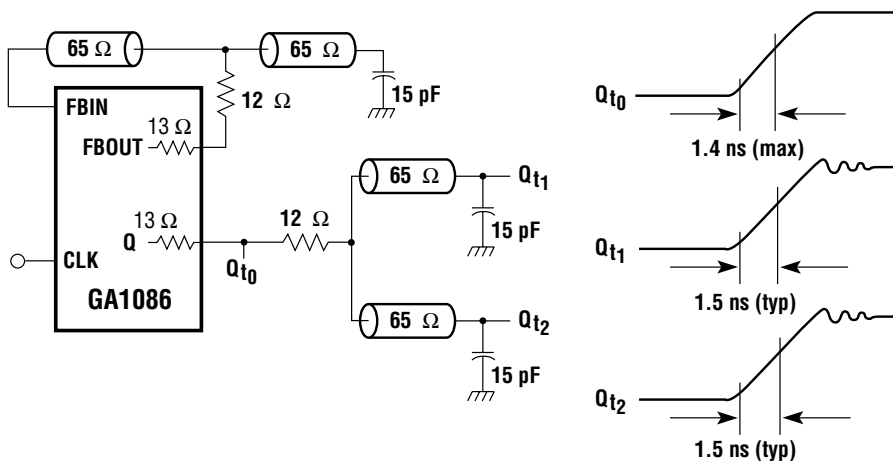 65 Ω
65 Ω
15 pF
12 Ω
FBIN
13 Ω
FBOUT
13 Ω
Q
CLK
GA1086
Qt0
12 Ω
65 Ω
Qt1
15 pF
65 Ω
Qt2
15 pF
Qt0
1.4 ns (max)
Qt1
1.5 ns (typ)
Qt2
1.5 ns (typ)